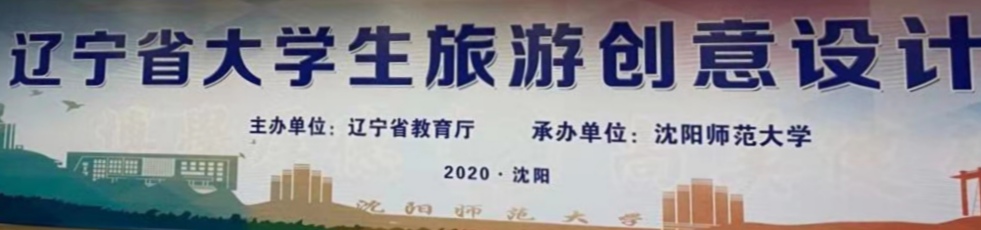 辽宁省大学生旅游创意设计
主办单位：辽宁省教育厅 承办单位：沈阳师范大学
2020·沈阳
沈阳师范大学